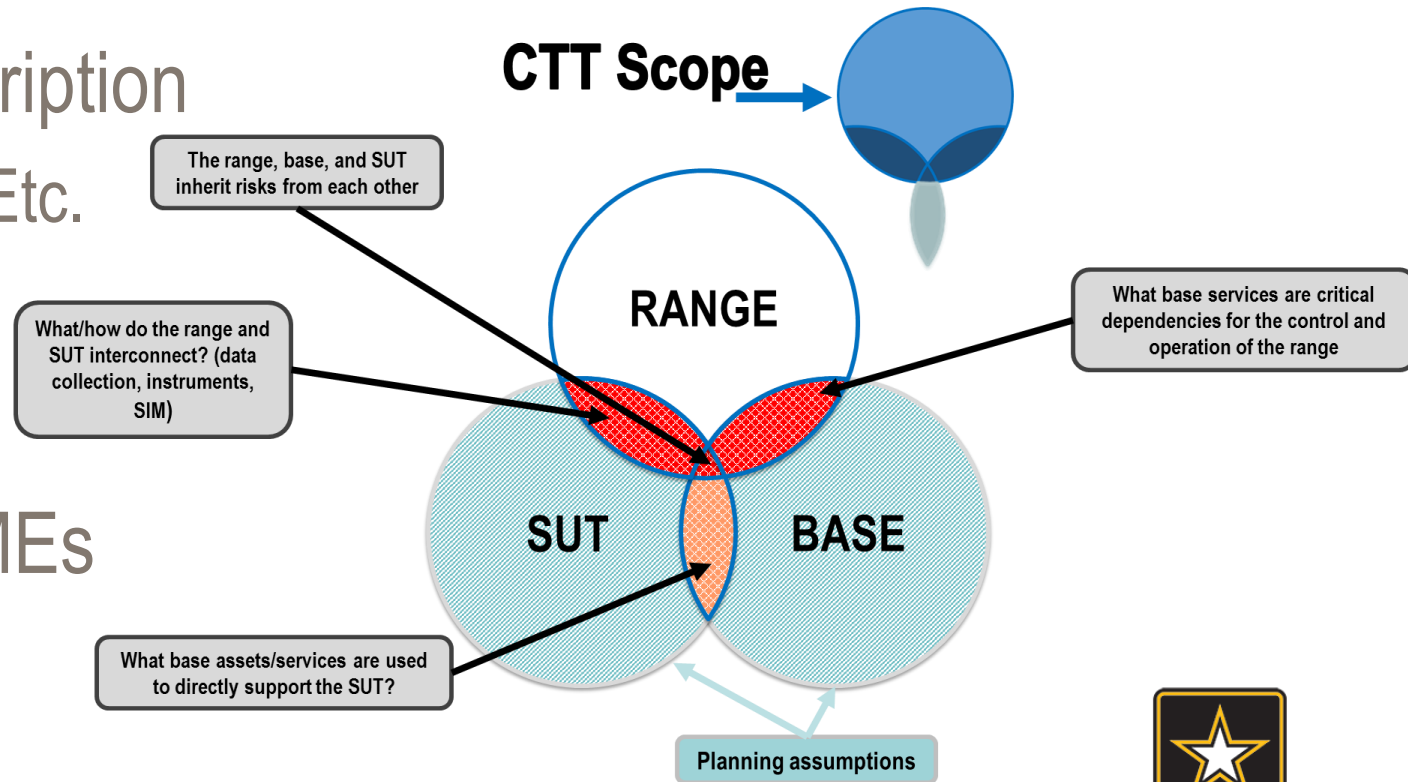 ription
Etc.
MEs
CTT Scope
The range, base, and SUT
inherit risks from each other
What/how do the range and
SUT interconnect? (data
collection, instruments,
SIM)
RANGE
What base services are critical
dependencies for the control and
operation of the range
SUT
BASE
What base assets/services are used
to directly support the SUT?
Planning assumptions